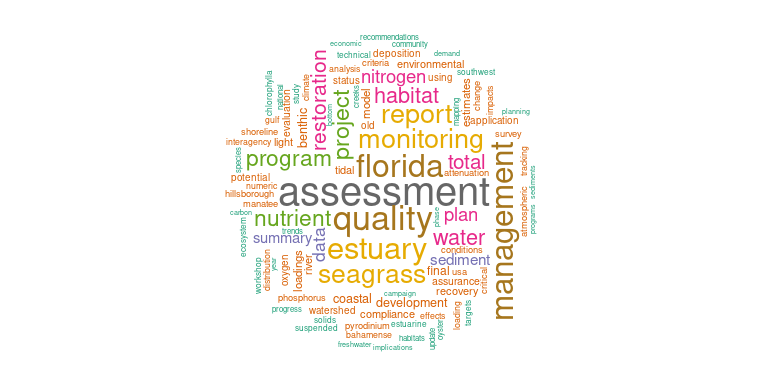 recommendations
economic
community
technical
deposition
demand
restoration
criteria
environmental
analysis
nitrogen
using
southwest
status
climate
national
study
chlorophylla
habitat
model
estimates
change
impacts
evaluation
project
creeks
bottom
report
mapping
planning
gulf
application
benthic
old
shoreline
monitoring
survey
interagency
light
program
species
tidal
florida
total
attenuation
tracking
potential
numeric
hillsborough
assessment
management
sediments
manatee
carbon
nutrient
quality
phase
plan
atmospheric
programs
trends
ecosystem
summary
data
estuary
water
conditions
sediment
workshop
distribution
year
oxygen
loadings
river
seagrass
final
usa
assurance
critical
recovery
campaign
phosphorus
coastal
development
progress
watershed
compliance
effects
loading
targets
solids
suspended
pyrodinium
estuarine
bahamense
habitats
update
oyster
freshwater
implications